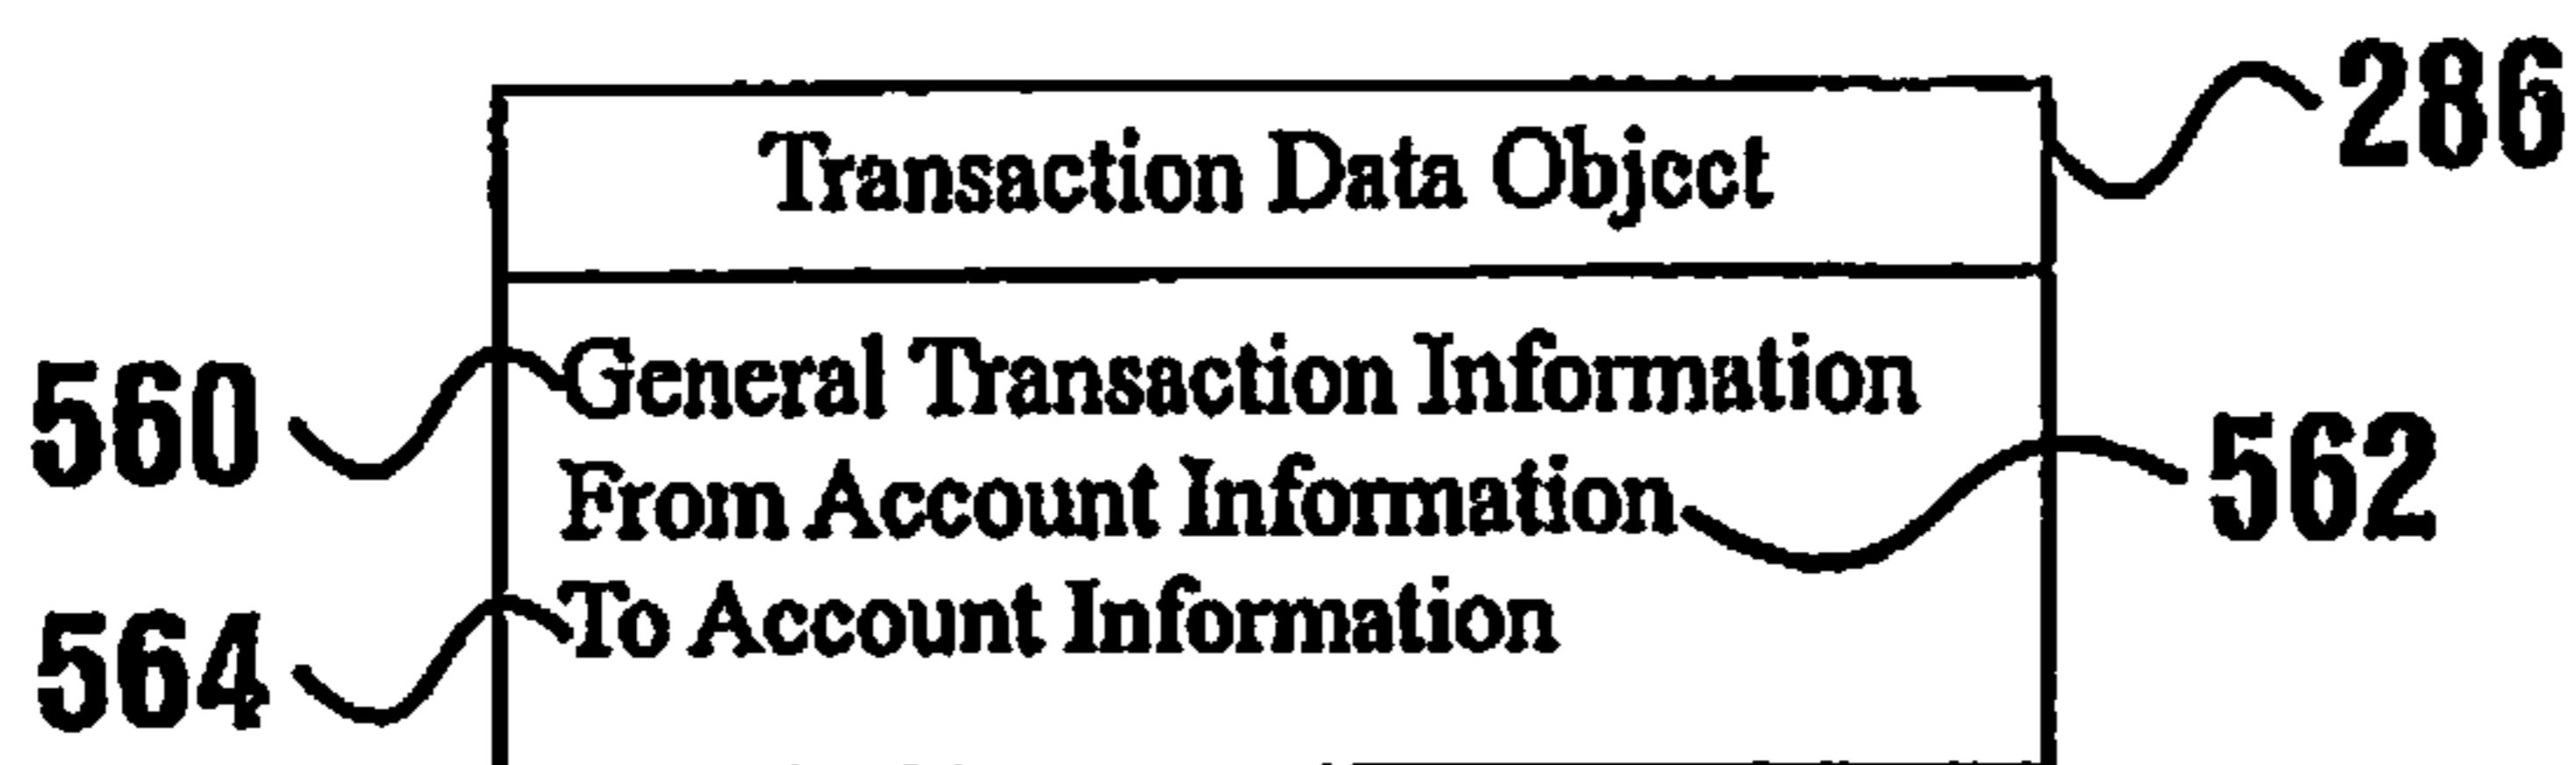 Transaction Data Object 286
560 General Transaction Information
From Account Information 562
564 To Account Information